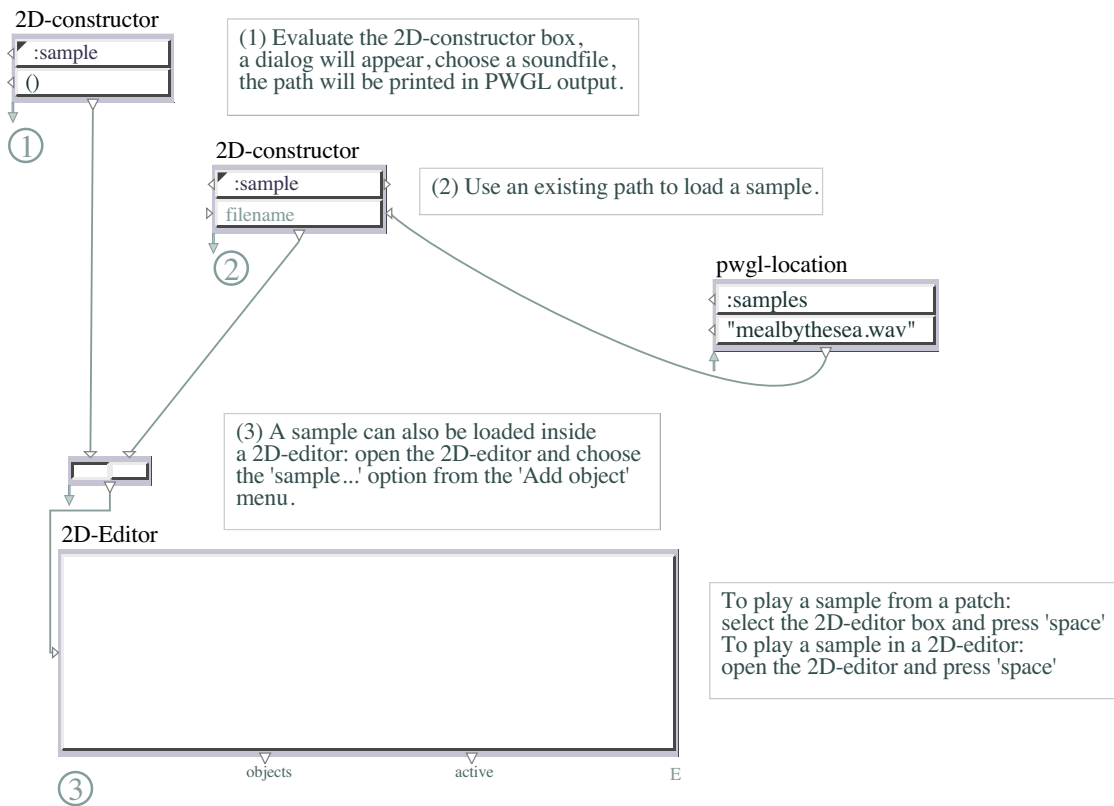 2D-constructor
:sample
()
1
(1) Evaluate the 2D-constructor box,
a dialog will appear, choose a soundfile,
the path will be printed in PWGL output.
2D-constructor
:sample
filename
2
(2) Use an existing path to load a sample.
pwgl-location
:samples
"mealbythesea.wav"
(3) A sample can also be loaded inside
a 2D-editor: open the 2D-editor and choose
the 'sample...' option from the 'Add object'
menu.
2D-Editor
objects
active
E
3
To play a sample from a patch:
select the 2D-editor box and press 'space'
To play a sample in a 2D-editor:
open the 2D-editor and press 'space'